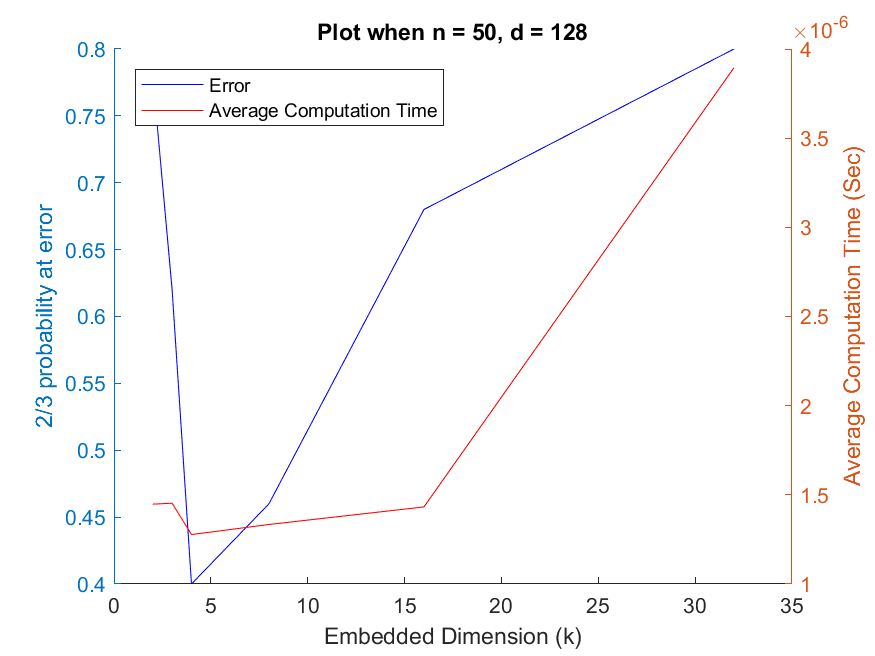 Plot when n = 50, d = 128
×10-6
Error
Average Computation Time
2/3 probability at error
0.8
0.75
0.7
0.65
0.6
0.55
0.5
0.45
0.4
4
3.5
3
2.5
2
1.5
1
Average Computation Time (Sec)
0 5 10 15 20 25 30 35
Embedded Dimension (k)